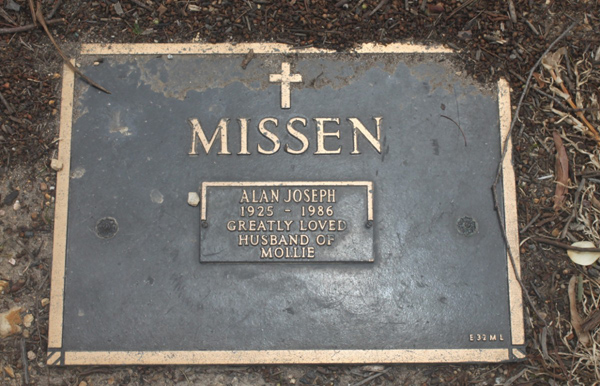 MISSEN
ALAN JOSEPH
1925 - 1986
GREATLY LOVED
HUSBAND OF
MOLLIE
E 32 M L